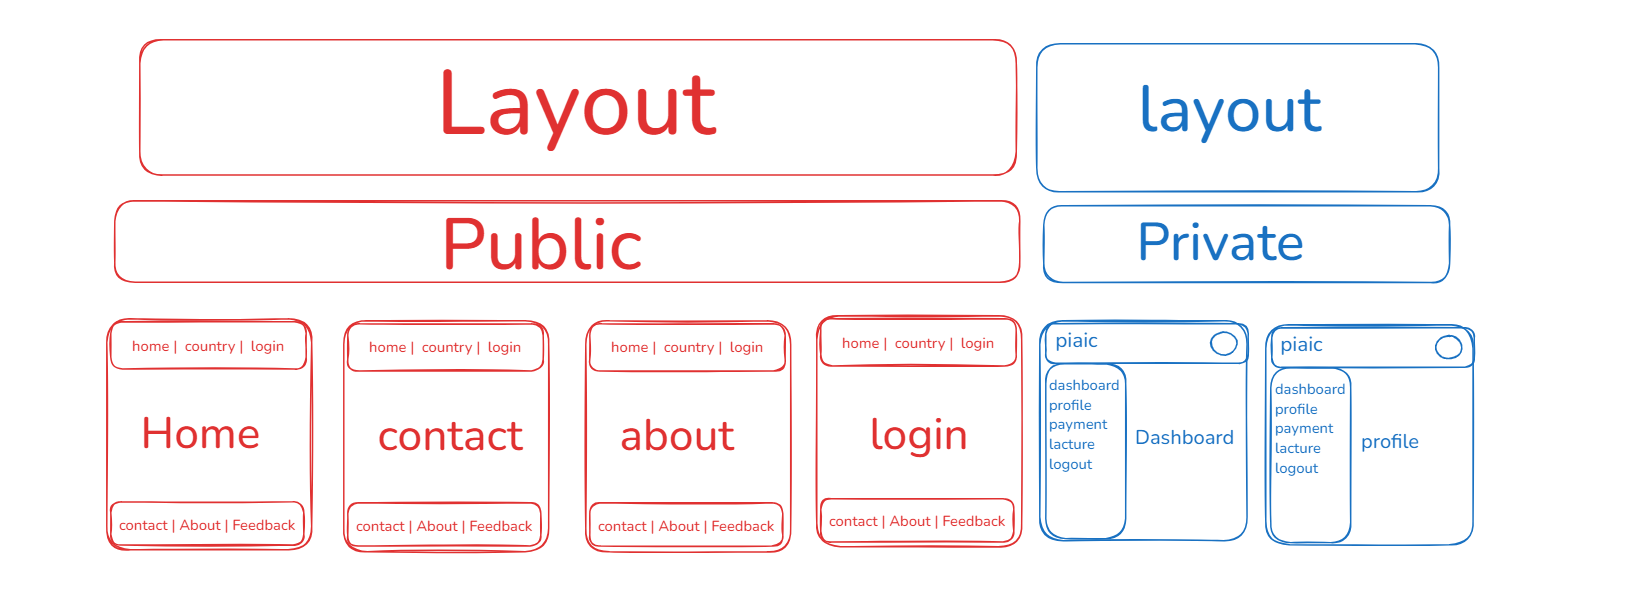 Layout
layout
Public
Private
home |  country |  login
Home
contact | About | Feedback
home |  country |  login
contact
contact | About | Feedback
home |  country |  login
about
contact | About | Feedback
home |  country |  login
login
contact | About | Feedback
piaic
dashboard
profile
payment
lacture
logout
Dashboard
piaic
dashboard
profile
payment
lacture
logout
profile